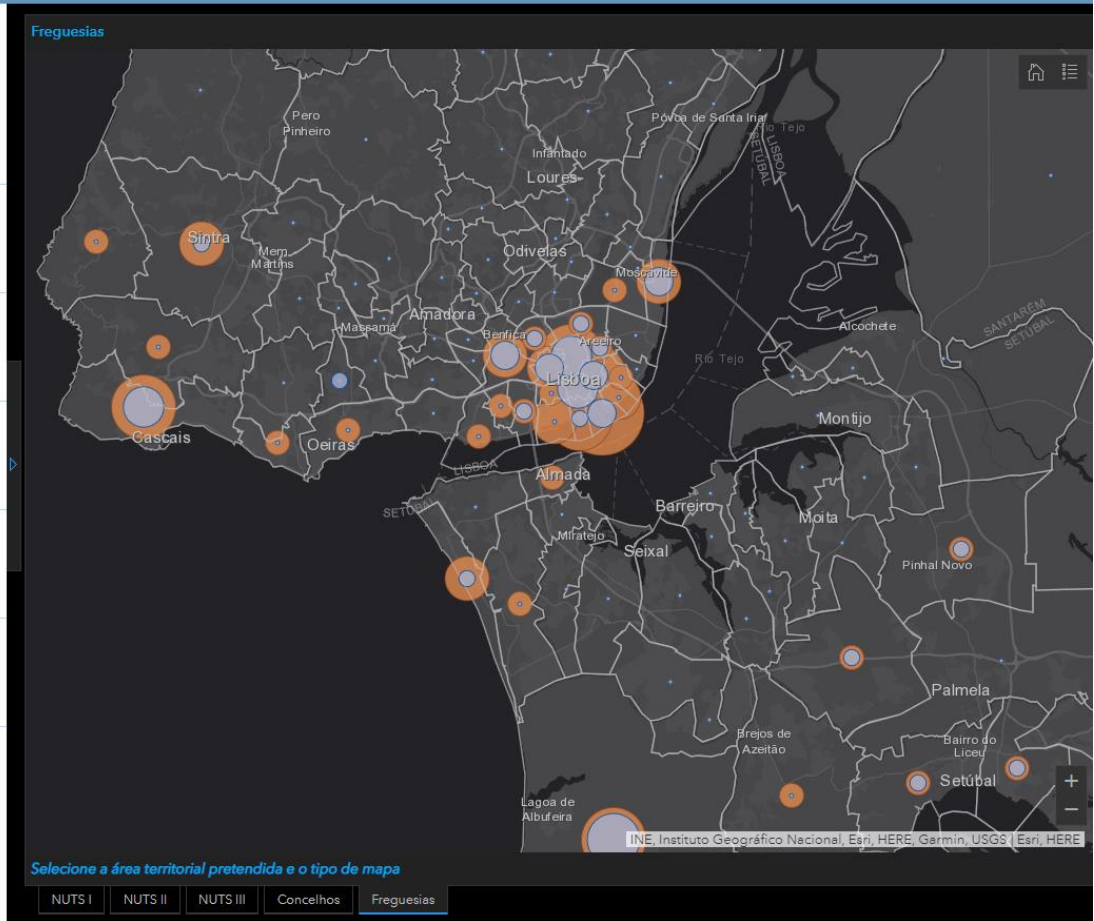 Freguesias
Pero
Pinheiro
Póvoa de Santa Iria
Rio Tejo
LISBOA
SETÚBAL
Infantado
Loures
Sintra
Mem
Martins
Odivelas
Moscavide
Amadora
Massamá
Benfica
Areeiro
Alcochete
SANTARÉM
SETÚBAL
Rio Tejo
Lisboa
Montijo
Cascais
Oeiras
LISBOA
SETÚBAL
Almada
Barreiro
Moita
Miratejo
Seixal
Pinhal Novo
Palmela
Brejos de
Azeitão
Bairro do
Liceu
Setúbal
Lagoa de
Albufeira
+
−
INE, Instituto Geográfico Nacional, Esri, HERE, Garmin, USGS | Esri, HERE
Selecione a área territorial pretendida e o tipo de mapa
NUTS I NUTS II NUTS III Concelhos Freguesias